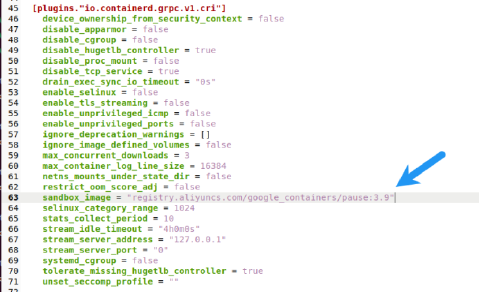 45 [plugins."io.containerd.grpc.v1.cri"]
46 device_ownership_from_security_context = false
47 disable_apparmor = false
48 disable_cgroup = false
49 disable_hugetlb_controller = true
50 disable_proc_mount = false
51 disable_tcp_service = true
52 drain_exec_sync_io_timeout = "0s"
53 enable_selinux = false
54 enable_tls_streaming = false
55 enable_unprivileged_icmp = false
56 enable_unprivileged_ports = false
57 ignore_deprecation_warnings = []
58 ignore_image_defined_volumes = false
59 max_concurrent_downloads = 3
60 max_container_log_line_size = 16384
61 netns_mounts_under_state_dir = false
62 restrict_oom_score_adj = false
63 sandbox_image = "registry.aliyuncs.com/google_containers/pause:3.9"
64 selinux_category_range = 1024
65 stats_collect_period = 10
66 stream_idle_timeout = "4h0m0s"
67 stream_server_address = "127.0.0.1"
68 stream_server_port = "0"
69 systemd_cgroup = false
70 tolerate_missing_hugetlb_controller = true
71 unset_seccomp_profile = ""
72